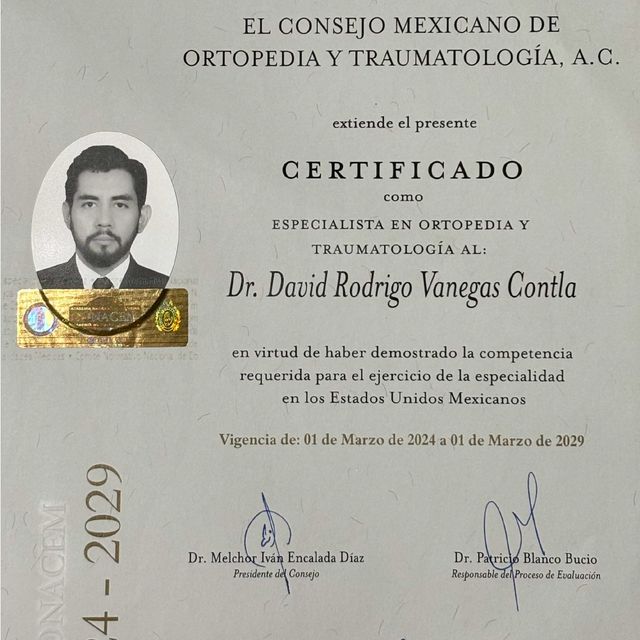 EL CONSEJO MEXICANO DE
ORTOPEDIA Y TRAUMATOLOGÍA, A.C.
extiende el presente
CERTIFICADO
como
ESPECIALISTA EN ORTOPEDIA Y
TRAUMATOLOGÍA AL:
Dr. David Rodrigo Vanegas Contla
en virtud de haber demostrado la competencia
requerida para el ejercicio de la especialidad
en los Estados Unidos Mexicanos
Vigencia de: 01 de Marzo de 2024 a 01 de Marzo de 2029
Dr. Melchor Iván Encalada Díaz
Presidente del Consejo
Dr. Patricio Blanco Bucio
Responsable del Proceso de Evaluación
24 - 2029